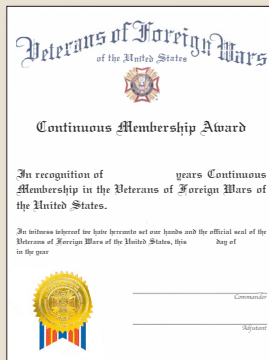 Veterans of Foreign Wars
of the United States
Continuous Membership Award
In recognition of years Continuous
Membership in the Veterans of Foreign Wars of
the United States.
In witness whereof we have hereunto set our hands and the official seal of the
Veterans of Foreign Wars of the United States, this day of
in the year
Commander
Adjutant